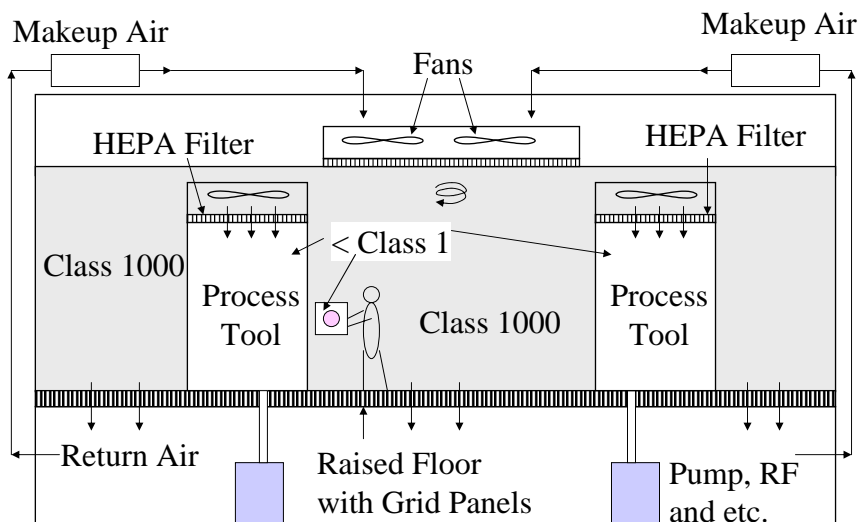 Makeup Air
Makeup Air
Fans
HEPA Filter
HEPA Filter
< Class 1
Class 1000
Process
Tool
Class 1000
Process
Tool
Return Air
Raised Floor
with Grid Panels
Pump, RF
and etc.